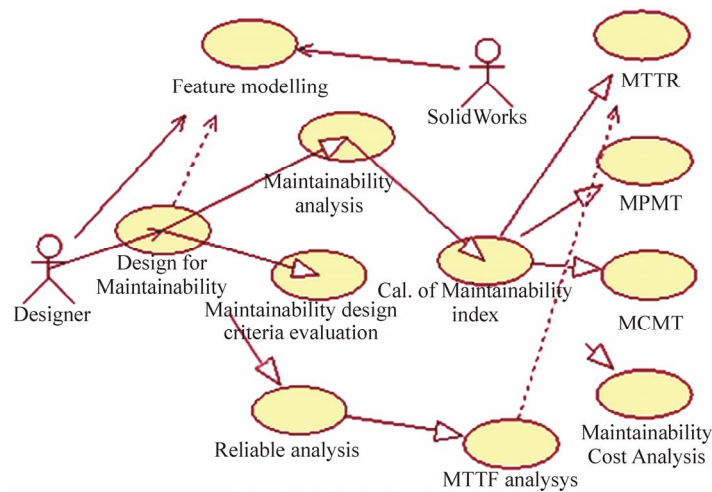 Feature modelling
SolidWorks
MTTR
Maintainability
analysis
MPMT
Design for
Maintainability
Designer
Maintainability design
criteria evaluation
Cal. of Maintainability
index
MCMT
Reliable analysis
MTTF analysys
Maintainability
Cost Analysis